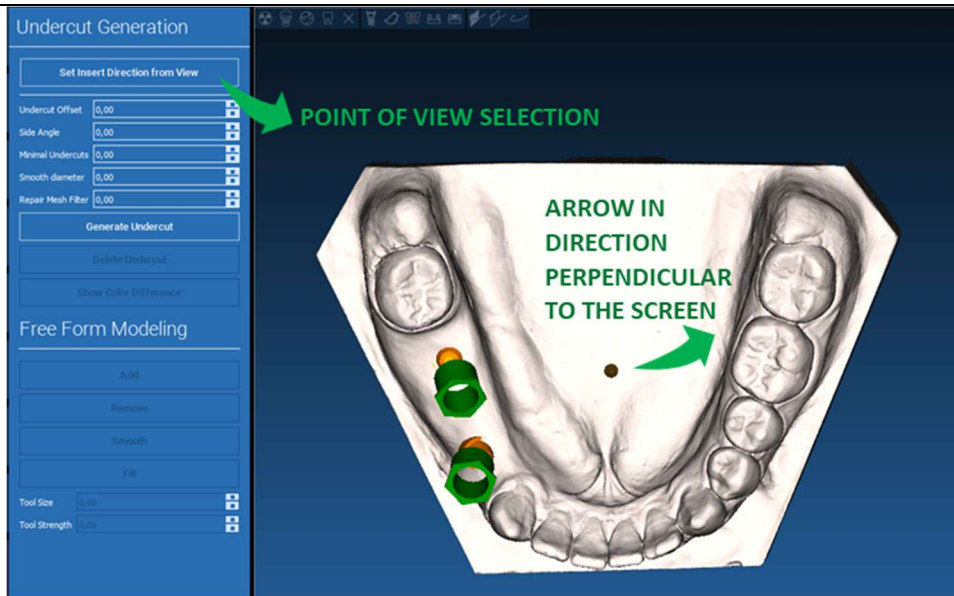 Undercut Generation
Set Insert Direction from View
POINT OF VIEW SELECTION
Undercut Offset 0,00
Side Angle 0,00
Minimal Undercuts 0,00
Smooth diameter 0,00
Repair Mesh Filter 0,00
Generate Undercut
Delete Undercut
Show Color Difference
ARROW IN
DIRECTION
PERPENDICULAR
TO THE SCREEN
Free Form Modeling
Add
Remove
Smooth
Fill
Tool Size 0,00
Tool Strength 0,00